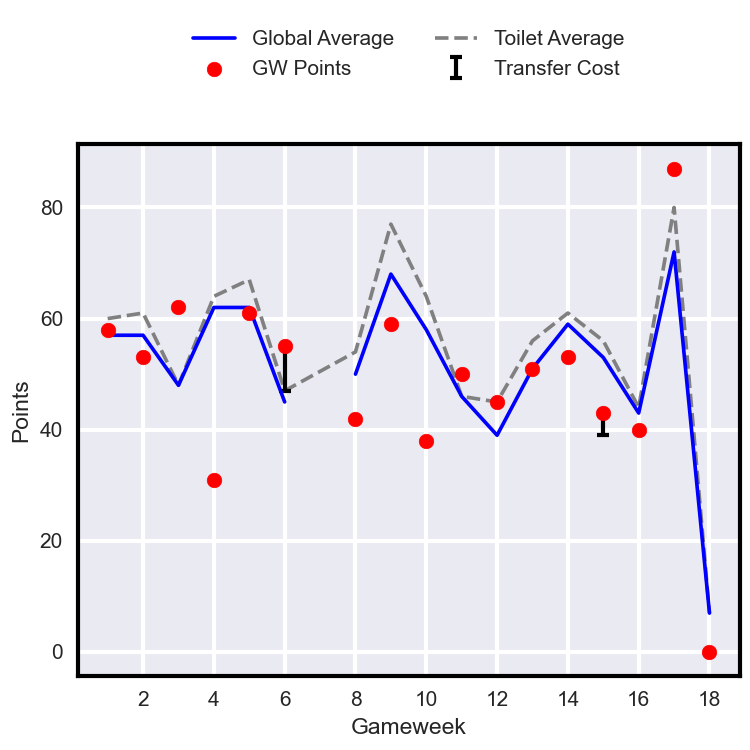 Global Average
GW Points
Toilet Average
Transfer Cost
80
60
40
20
0
Points
2 4 6 8 10 12 14 16 18
Gameweek